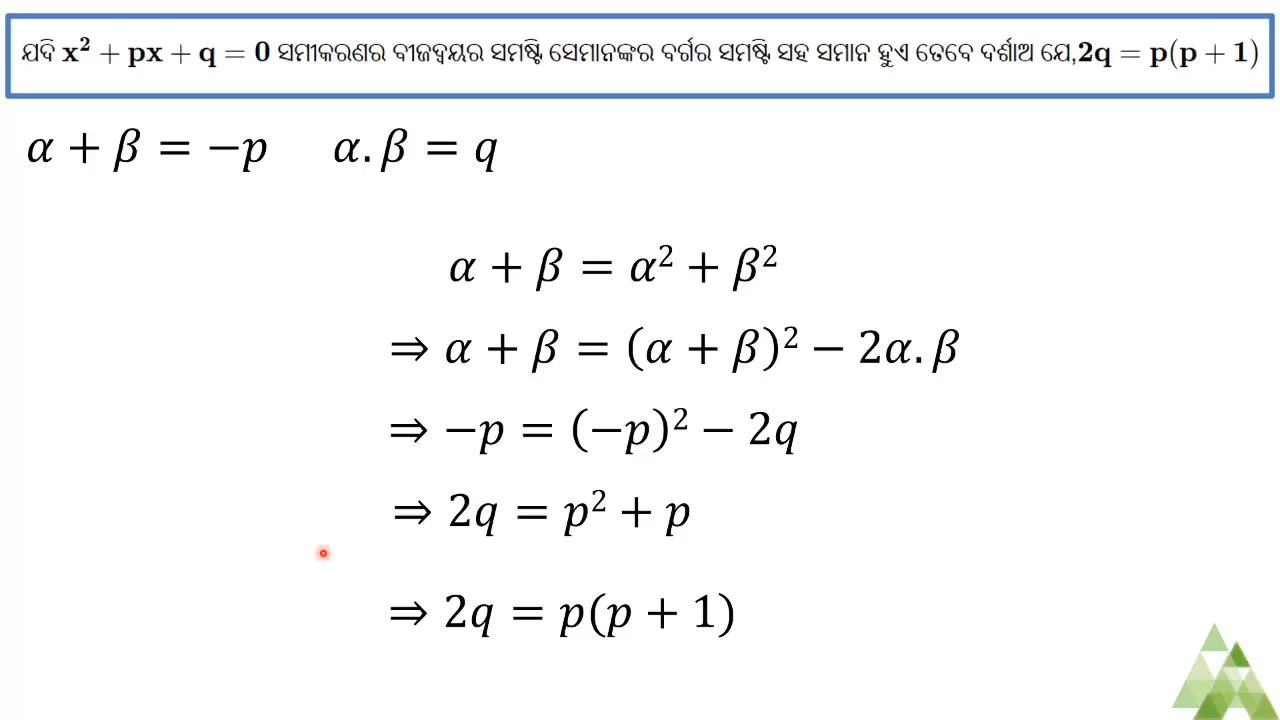 ଯଦି x² + px + q = 0 ସମୀକରଣର ବୀଜଦ୍ୱୟର ସମଷ୍ଟି ସେମାନଙ୍କର ବର୍ଗର ସମଷ୍ଟି ସହ ସମାନ ହୁଏ ତେବେ ଦର୍ଶାଅ ଯେ,2q = p(p + 1)
α + β = −p α.β = q
α + β = α² + β²
⇒ α + β = (α + β)² − 2α.β
⇒ −p = (−p)² − 2q
⇒ 2q = p² + p
⇒ 2q = p(p + 1)